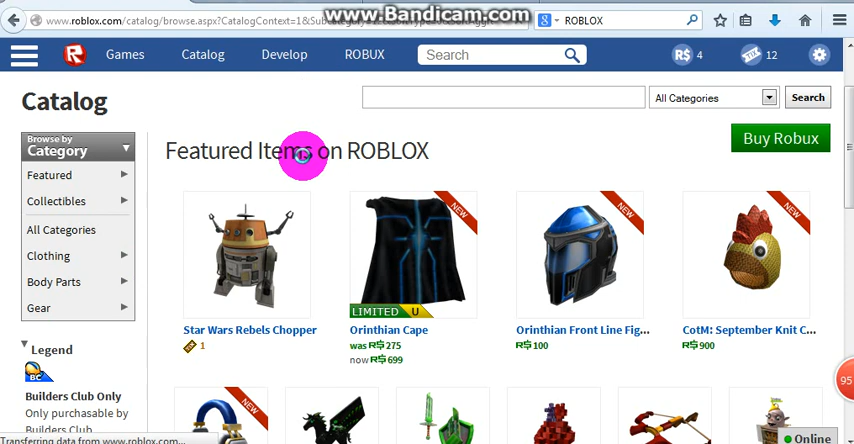 www.Bandicam.com
www.roblox.com/catalog/browse.aspx?CatalogContext=1&Subcateg
ROBLOX
Games
Catalog
Develop
ROBUX
Search
R$ 4
TIX 12
Catalog
All Categories
Search
Browse by
Category
Featured
Collectibles
All Categories
Clothing
Body Parts
Gear
Featured Items on ROBLOX
Buy Robux
NEW
NEW
NEW
LIMITED U
Star Wars Rebels Chopper
1
Orinthian Cape
was R$ 275
now R$ 699
Orinthian Front Line Fig...
R$ 100
CotM: September Knit C...
R$ 900
Legend
BC
Builders Club Only
Only purchasable by
Builders Club
NEW
95
Online
Transferring data from www.roblox.com...